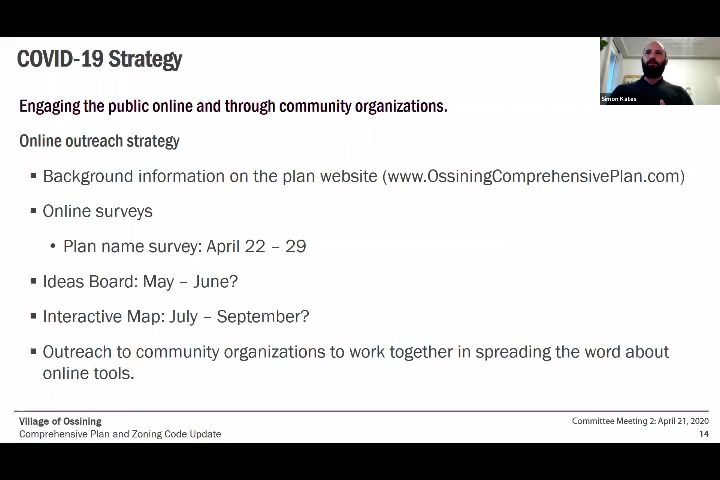 COVID-19 Strategy
Simon Kates
Engaging the public online and through community organizations.
Online outreach strategy
▪ Background information on the plan website (www.OssiningComprehensivePlan.com)
▪ Online surveys
• Plan name survey: April 22 – 29
▪ Ideas Board: May – June?
▪ Interactive Map: July – September?
▪ Outreach to community organizations to work together in spreading the word about
online tools.
Village of Ossining
Comprehensive Plan and Zoning Code Update
Committee Meeting 2: April 21, 2020
14